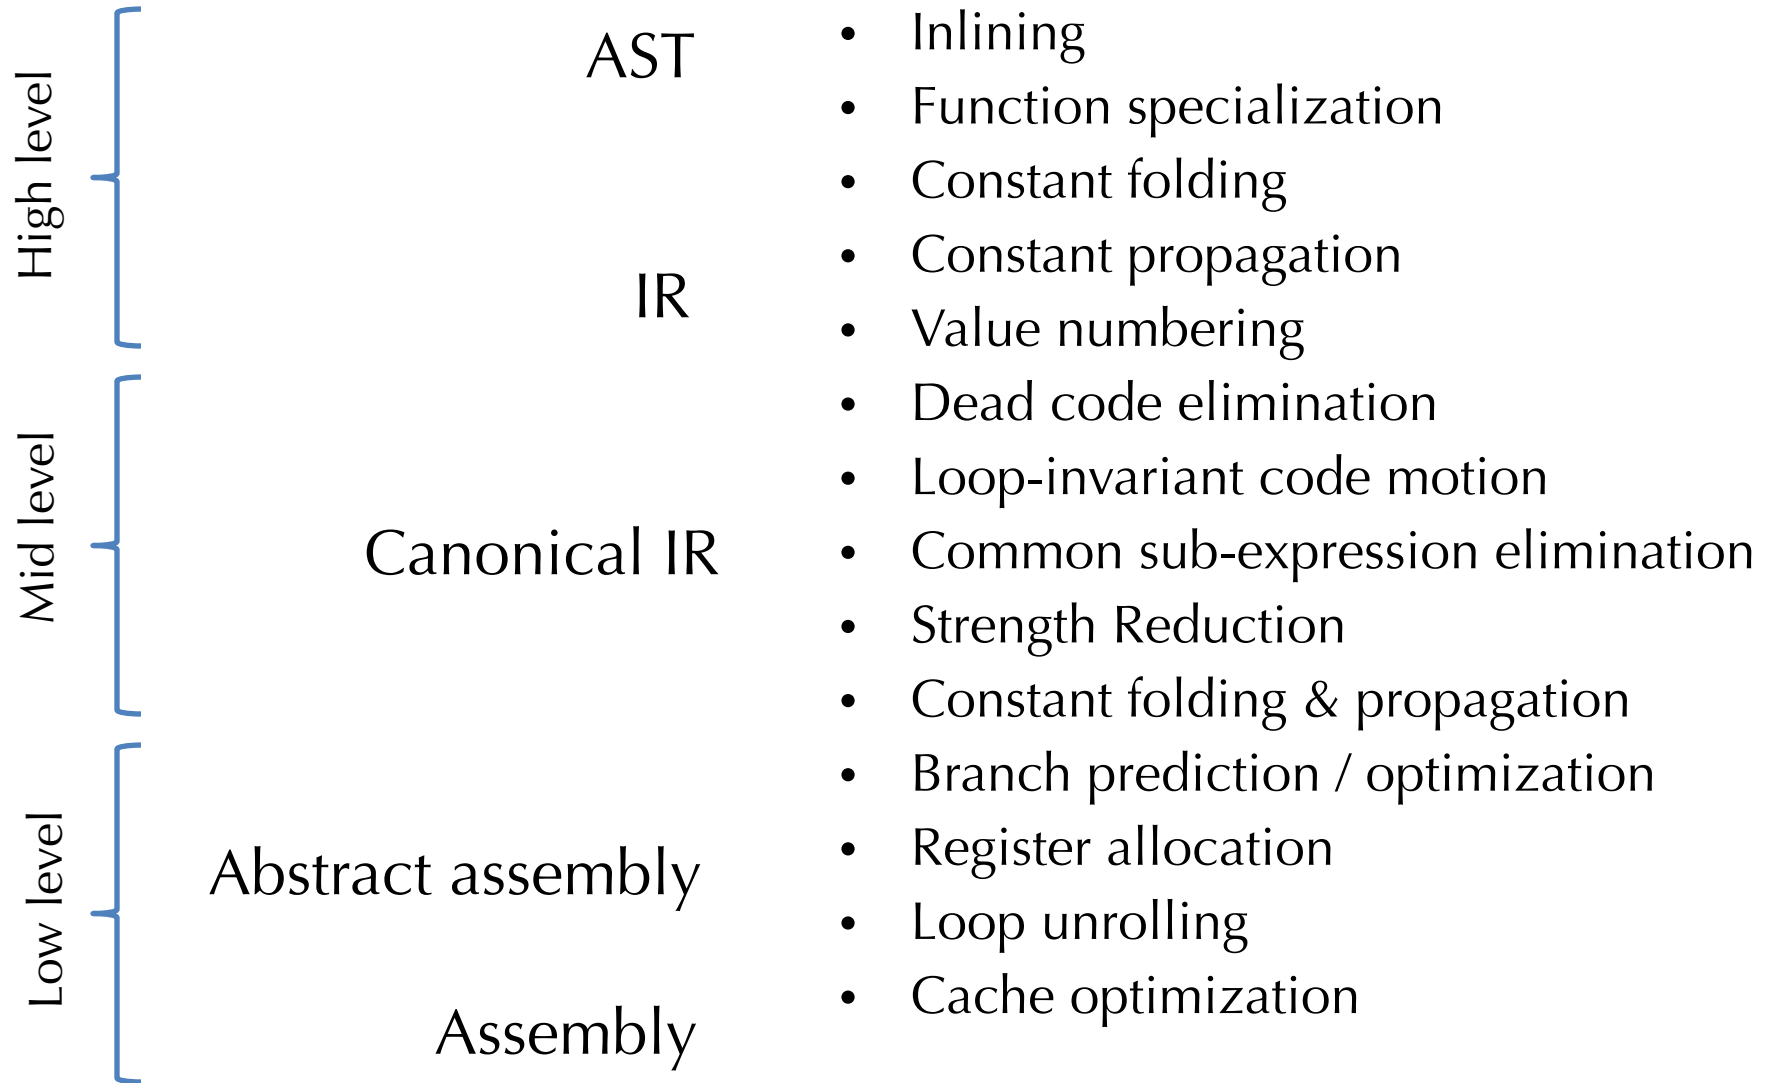 High level
AST
IR
Mid level
Canonical IR
Low level
Abstract assembly
Assembly
• Inlining
• Function specialization
• Constant folding
• Constant propagation
• Value numbering
• Dead code elimination
• Loop-invariant code motion
• Common sub-expression elimination
• Strength Reduction
• Constant folding & propagation
• Branch prediction / optimization
• Register allocation
• Loop unrolling
• Cache optimization